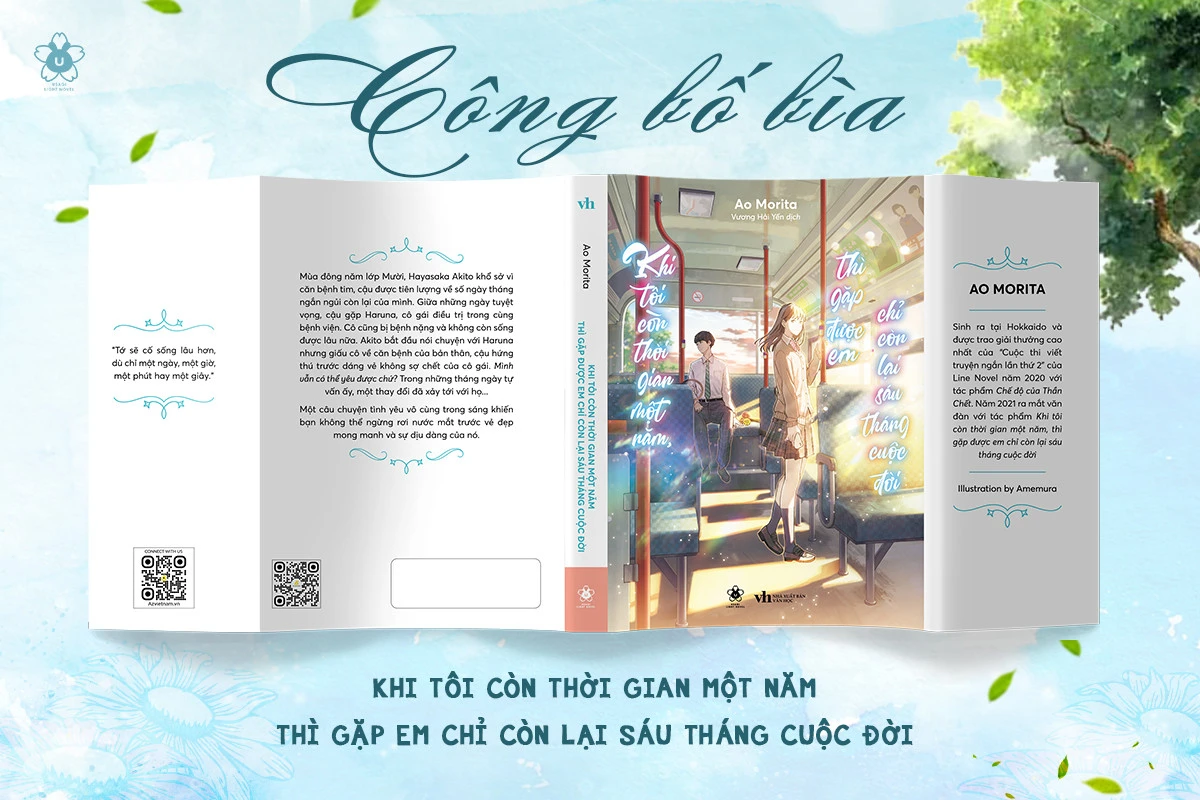 U
USAGI
LIGHT NOVEL
Công bố bìa
"Tớ sẽ cố sống lâu hơn,
dù chỉ một ngày, một giờ,
một phút hay một giây."
CONNECT WITH US
Azvietnam.vn
Mùa đông năm lớp Mười, Hayasaka Akito khổ sở vì
căn bệnh tim, cậu được tiên lượng về số ngày tháng
ngắn ngủi còn lại của mình. Giữa những ngày tuyệt
vọng, cậu gặp Haruna, cô gái điều trị trong cùng
bệnh viện. Cô cũng bị bệnh nặng và không còn sống
được lâu nữa. Akito bắt đầu nói chuyện với Haruna
nhưng giấu cô về căn bệnh của bản thân, cậu hứng
thú trước dáng vẻ không sợ chết của cô gái. Mình
vẫn có thể yêu được chứ? Trong những tháng ngày tự
vấn ấy, một thay đổi đã xảy tới với họ...
Một câu chuyện tình yêu vô cùng trong sáng khiến
bạn không thể ngừng rơi nước mắt trước vẻ đẹp
mong manh và sự dịu dàng của nó.
vh
Ao Morita
KHI TÔI CÒN THỜI GIAN MỘT NĂM
THÌ GẶP ĐƯỢC EM CHỈ CÒN LẠI SÁU THÁNG CUỘC ĐỜI
Ao Morita
Vương Hải Yến dịch
Khi
tôi
còn
thời
gian
một
năm,
thì
gặp
được
em
chỉ
còn
lại
sáu
tháng
cuộc
đời
USAGI
LIGHT NOVEL
vh NHÀ XUẤT BẢN
VĂN HỌC
AO MORITA
Sinh ra tại Hokkaido và
được trao giải thưởng cao
nhất của "Cuộc thi viết
truyện ngắn lần thứ 2" của
Line Novel năm 2020 với
tác phẩm Chế độ của Thần
Chết. Năm 2021 ra mắt văn
đàn với tác phẩm Khi tôi
còn thời gian một năm, thì
gặp được em chỉ còn lại sáu
tháng cuộc đời
Illustration by Amemura
KHI TÔI CÒN THỜI GIAN MỘT NĂM
THÌ GẶP EM CHỈ CÒN LẠI SÁU THÁNG CUỘC ĐỜI